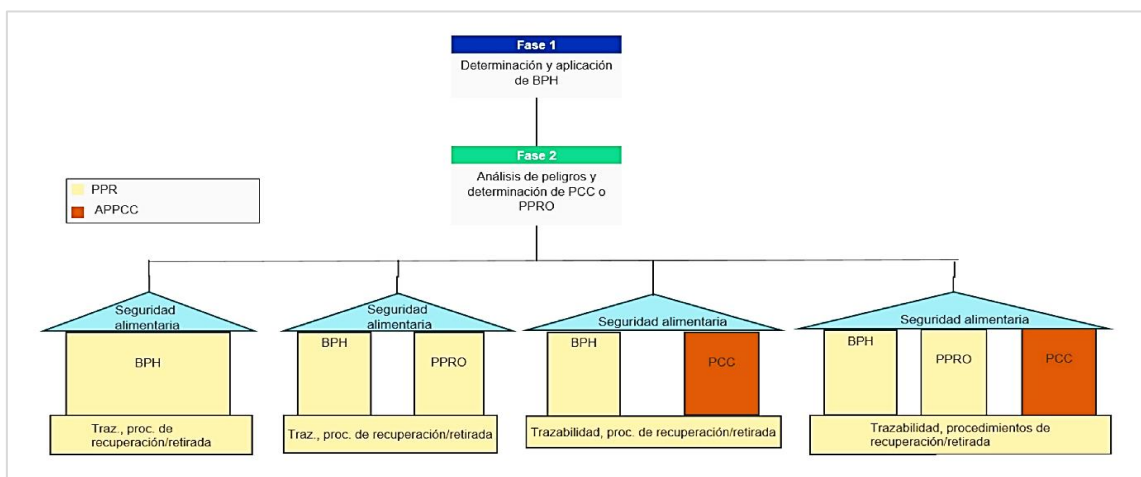 Fase 1
Determinación y aplicación
de BPH
Fase 2
Análisis de peligros y
determinación de PCC o
PPRO
PPR
APPCC
Seguridad
alimentaria
BPH
Traz., proc. de
recuperación/retirada
Seguridad
alimentaria
BPH
PPRO
Traz., proc. de recuperación/retirada
Seguridad alimentaria
BPH
PCC
Trazabilidad, proc. de recuperación/retirada
Seguridad alimentaria
BPH
PPRO
PCC
Trazabilidad, procedimientos de
recuperación/retirada